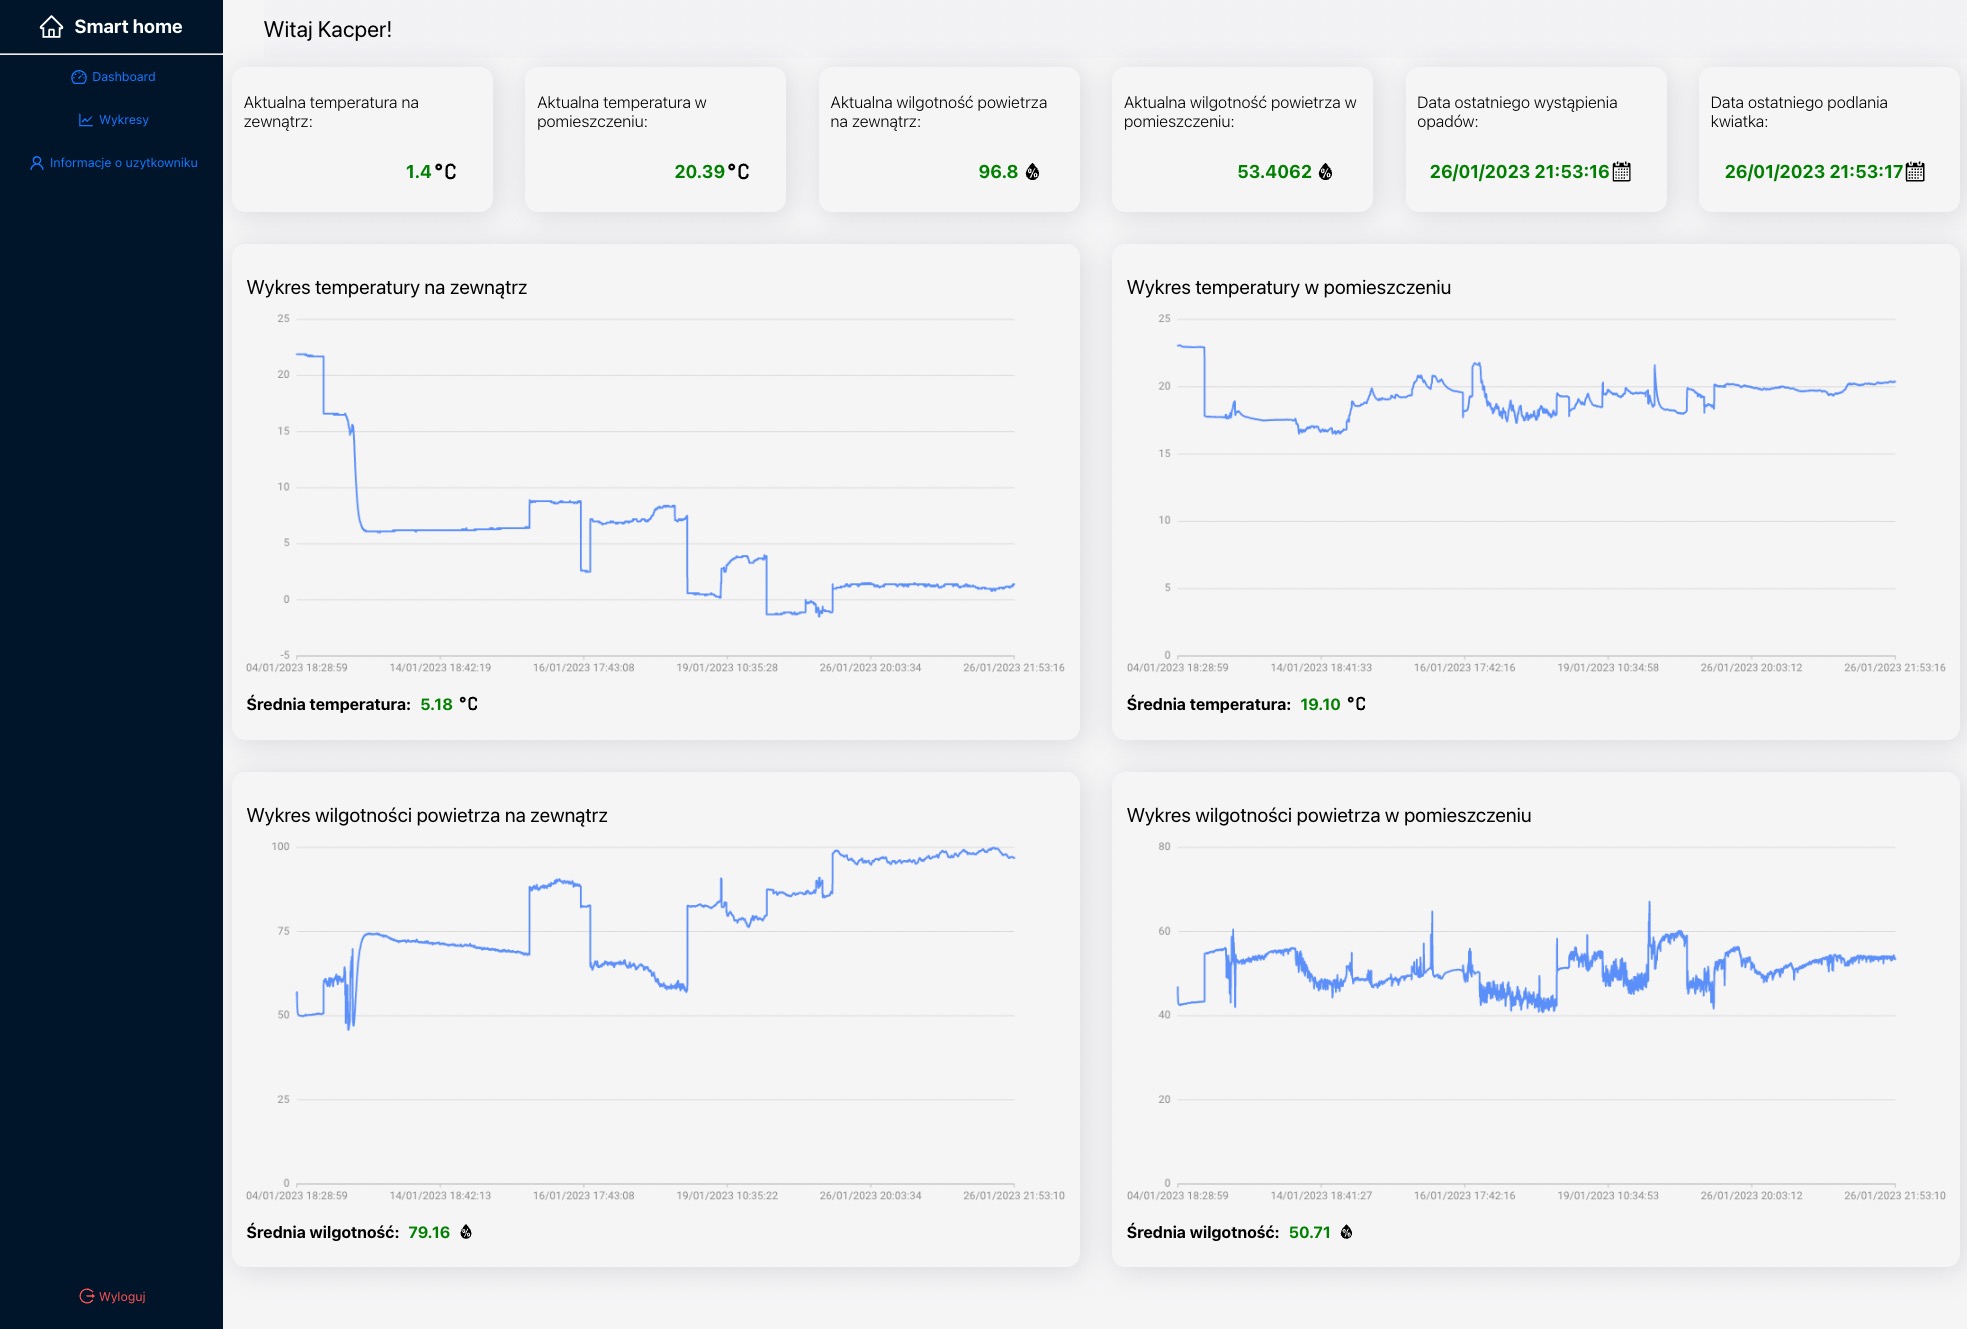 Smart home
Dashboard
Wykresy
Informacje o uzytkowniku
Wyloguj
Witaj Kacper!
Aktualna temperatura na
zewnątrz:
1.4 °C
Aktualna temperatura w
pomieszczeniu:
20.39 °C
Aktualna wilgotność powietrza
na zewnątrz:
96.8 %
Aktualna wilgotność powietrza w
pomieszczeniu:
53.4062 %
Data ostatniego wystąpienia
opadów:
26/01/2023 21:53:16
Data ostatniego podlania
kwiatka:
26/01/2023 21:53:17
Wykres temperatury na zewnątrz
25
20
15
10
5
0
-5
04/01/2023 18:28:59 14/01/2023 18:42:19 16/01/2023 17:43:08 19/01/2023 10:35:28 26/01/2023 20:03:34 26/01/2023 21:53:16
Średnia temperatura: 5.18 °C
Wykres temperatury w pomieszczeniu
25
20
15
10
5
0
04/01/2023 18:28:59 14/01/2023 18:41:33 16/01/2023 17:42:16 19/01/2023 10:34:58 26/01/2023 20:03:12 26/01/2023 21:53:16
Średnia temperatura: 19.10 °C
Wykres wilgotności powietrza na zewnątrz
100
75
50
25
0
04/01/2023 18:28:59 14/01/2023 18:42:13 16/01/2023 17:43:08 19/01/2023 10:35:22 26/01/2023 20:03:34 26/01/2023 21:53:10
Średnia wilgotność: 79.16 %
Wykres wilgotności powietrza w pomieszczeniu
80
60
40
20
0
04/01/2023 18:28:59 14/01/2023 18:41:27 16/01/2023 17:42:16 19/01/2023 10:34:53 26/01/2023 20:03:12 26/01/2023 21:53:10
Średnia wilgotność: 50.71 %